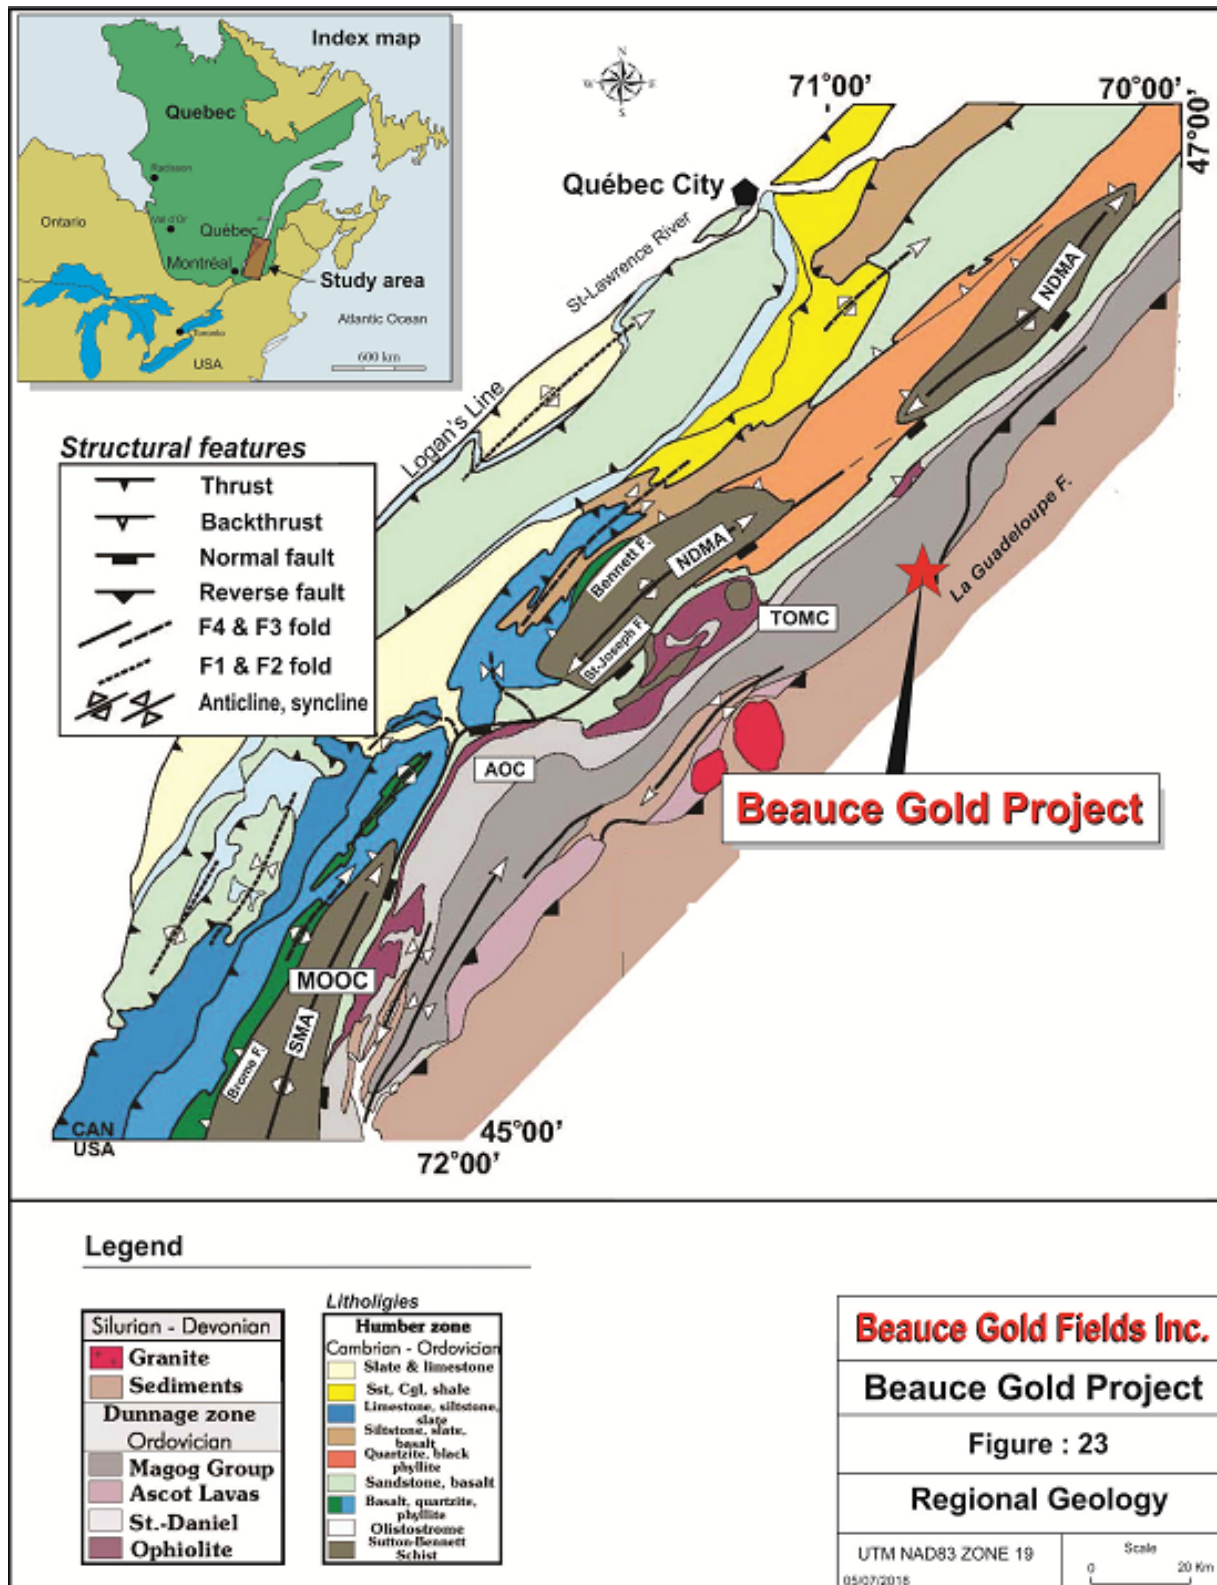 Index map
Quebec
Radisson
Val d'Or
Ontario
Québec
Montréal
Study area
Toronto
Atlantic Ocean
USA
600 km
N
W
E
S
71°00'
70°00'
47°00'
Québec City
St-Lawrence River
Logan's Line
Structural features
Thrust
Backthrust
Normal fault
Reverse fault
F4 & F3 fold
F1 & F2 fold
Anticline, syncline
NDMA
Bennett F.
NDMA
St-Joseph F.
TOMC
La Guadeloupe F.
AOC
Beauce Gold Project
MOOC
SMA
Brome F.
CAN
USA
45°00'
72°00'
Legend
Silurian - Devonian
Granite
Sediments
Dunnage zone
Ordovician
Magog Group
Ascot Lavas
St.-Daniel
Ophiolite
Litholigies
Humber zone
Cambrian - Ordovician
Slate & limestone
Sst, Cgl, shale
Limestone, siltstone,
slate
Siltstone, slate,
basalt
Quartzite, black
phyllite
Sandstone, basalt
Basalt, quartzite,
phyllite
Olistostrome
Sutton-Bennett
Schist
Beauce Gold Fields Inc.
Beauce Gold Project
Figure : 23
Regional Geology
UTM NAD83 ZONE 19
05/07/2018
Scale
0 20 Km